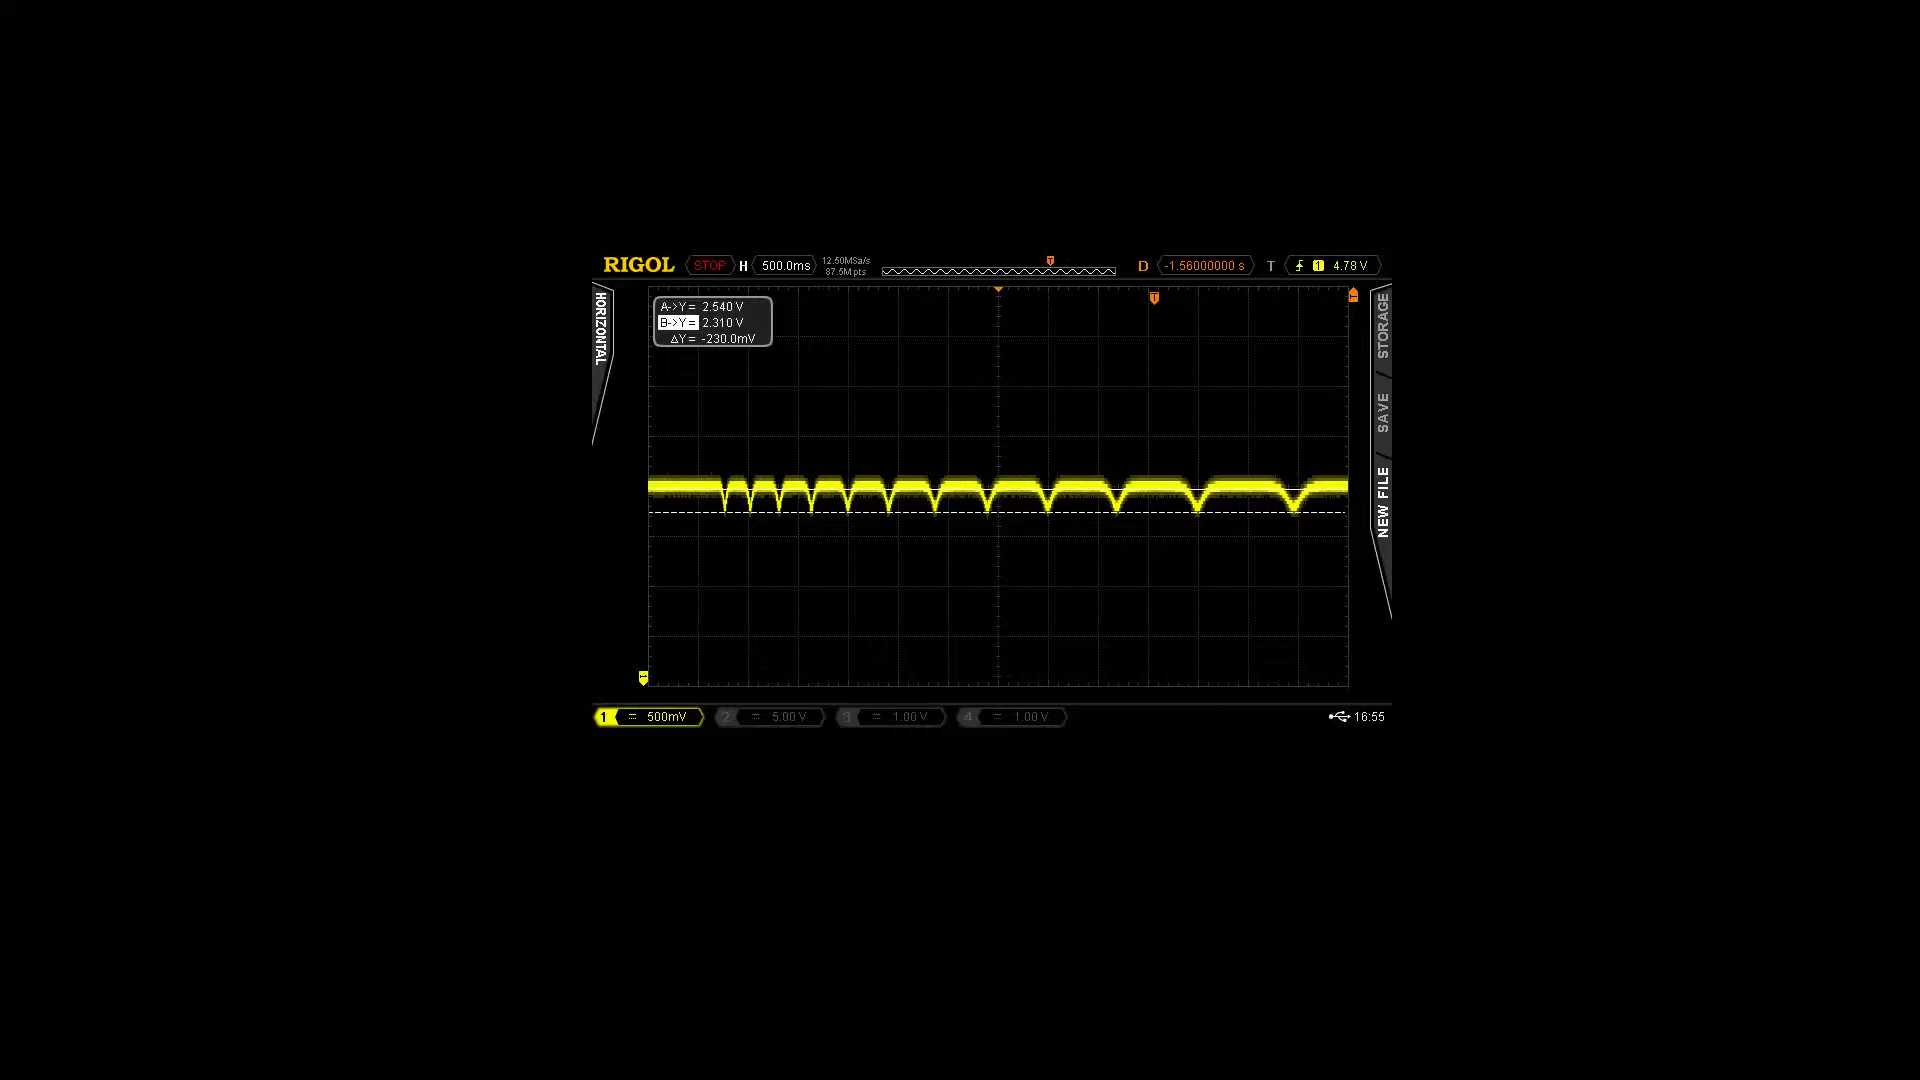 RIGOL STOP H 500.0ms 12.50MSa/s 87.5M pts D -1.56000000 s T 1 4.78 V
HORIZONTAL
A->Y = 2.540 V
B->Y = 2.310 V
ΔY = -230.0mV
T
T
T
STORAGE
SAVE
NEW FILE
1
1 = 500mV 2 = 5.00 V 3 = 1.00 V 4 = 1.00 V 16:55